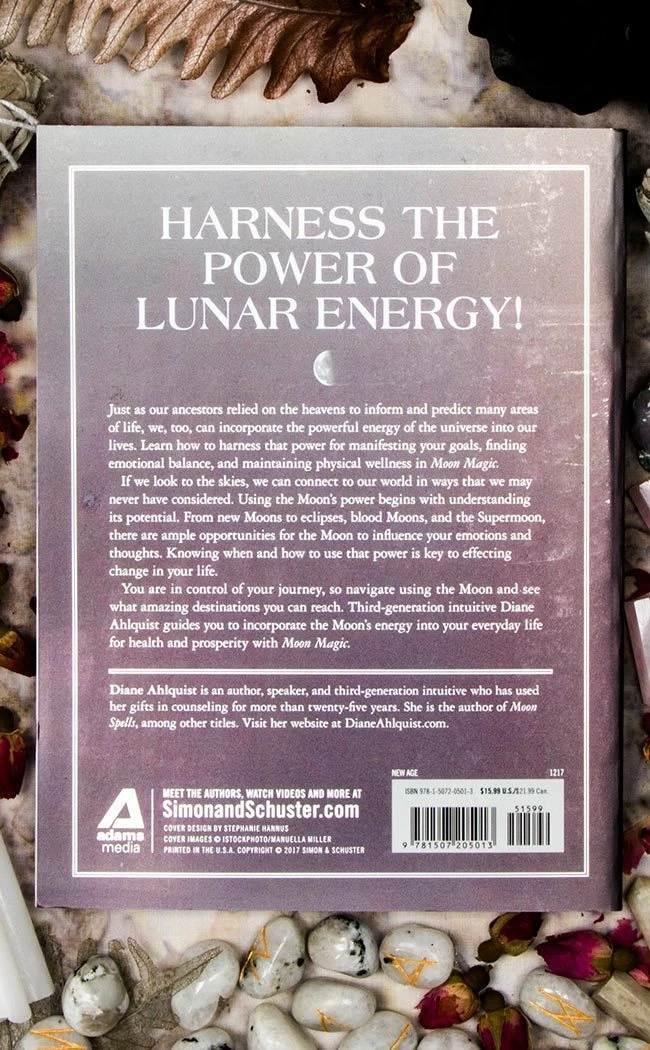 HARNESS THE
POWER OF
LUNAR ENERGY!
Just as our ancestors relied on the heavens to inform and predict many areas
of life, we, too, can incorporate the powerful energy of the universe into our
lives. Learn how to harness that power for manifesting your goals, finding
emotional balance, and maintaining physical wellness in Moon Magic.
If we look to the skies, we can connect to our world in ways that we may
never have considered. Using the Moon's power begins with understanding
its potential. From new Moons to eclipses, blood Moons, and the Supermoon,
there are ample opportunities for the Moon to influence your emotions and
thoughts. Knowing when and how to use that power is key to effecting
change in your life.
You are in control of your journey, so navigate using the Moon and see
what amazing destinations you can reach. Third-generation intuitive Diane
Ahlquist guides you to incorporate the Moon's energy into your everyday life
for health and prosperity with Moon Magic.
Diane Ahlquist is an author, speaker, and third-generation intuitive who has used
her gifts in counseling for more than twenty-five years. She is the author of Moon
Spells, among other titles. Visit her website at DianeAhlquist.com.
adams
media
MEET THE AUTHORS, WATCH VIDEOS AND MORE AT
SimonandSchuster.com
COVER DESIGN BY STEPHANIE HANNUS
COVER IMAGES © ISTOCKPHOTO/MANUELLA MILLER
PRINTED IN THE U.S.A. COPYRIGHT © 2017 SIMON & SCHUSTER
NEW AGE 1217
ISBN 978-1-5072-0501-3 $15.99 U.S./$21.99 Can.
51599
9 781507 205013